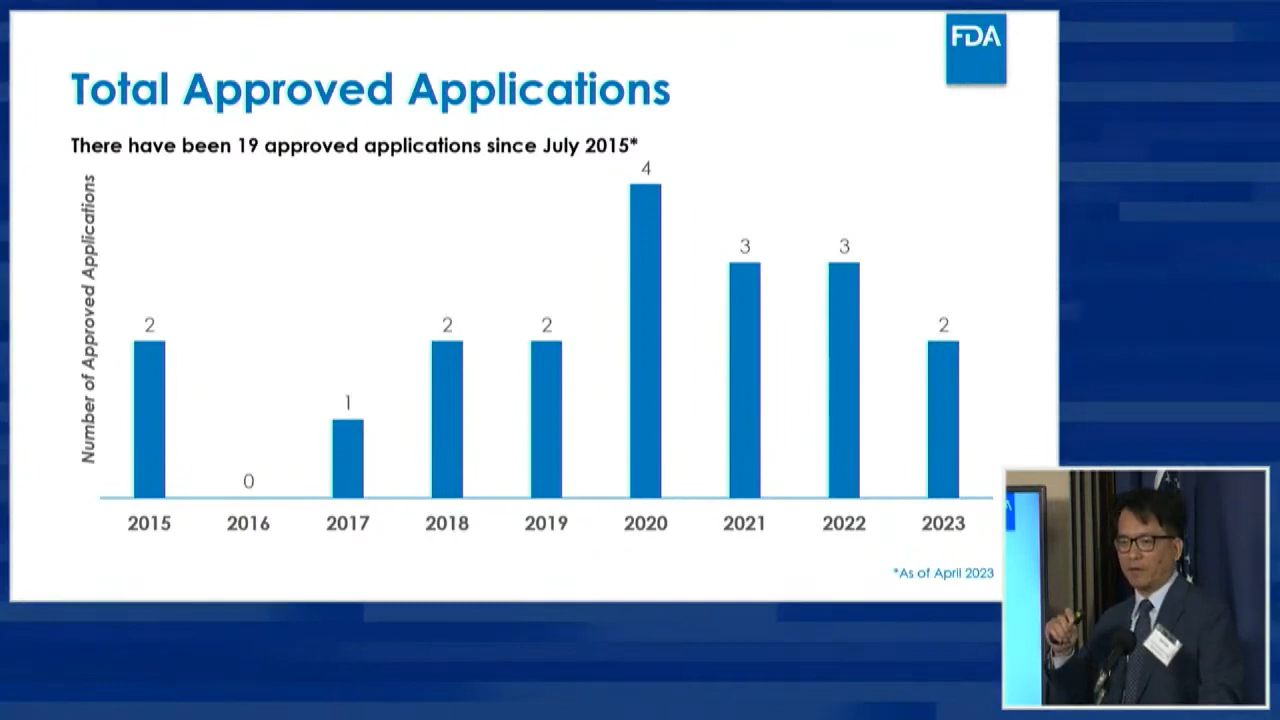 FDA
Total Approved Applications
There have been 19 approved applications since July 2015*
Number of Approved Applications
2
0
1
2
2
4
3
3
2
2015 2016 2017 2018 2019 2020 2021 2022 2023
*As of April 2023